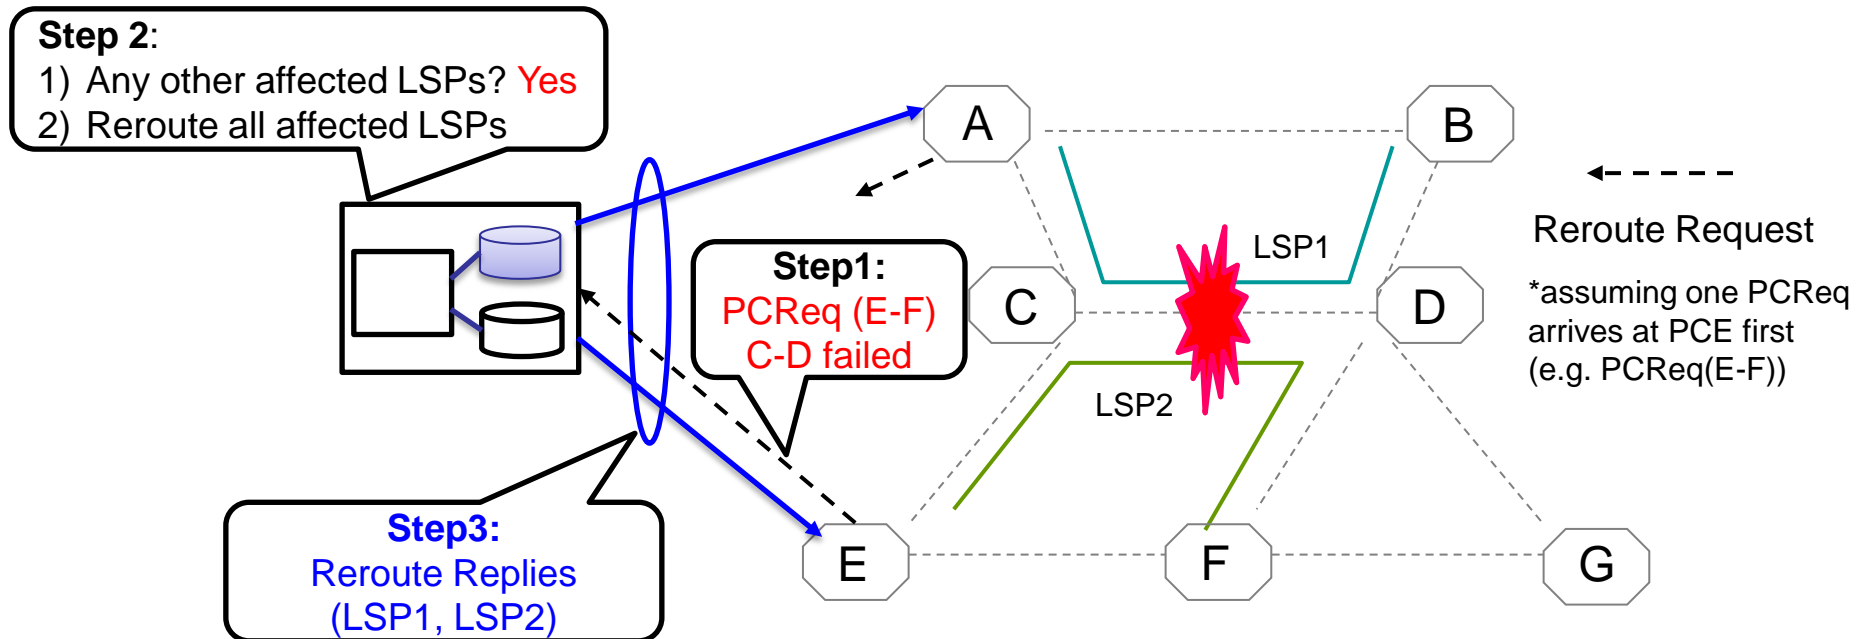 Step 2:
1) Any other affected LSPs? Yes
2) Reroute all affected LSPs
A
B
Reroute Request
*assuming one PCReq
arrives at PCE first
(e.g. PCReq(E-F))
LSP1
Step1:
PCReq (E-F)
C-D failed
C
D
LSP2
Step3:
Reroute Replies
(LSP1, LSP2)
E
F
G